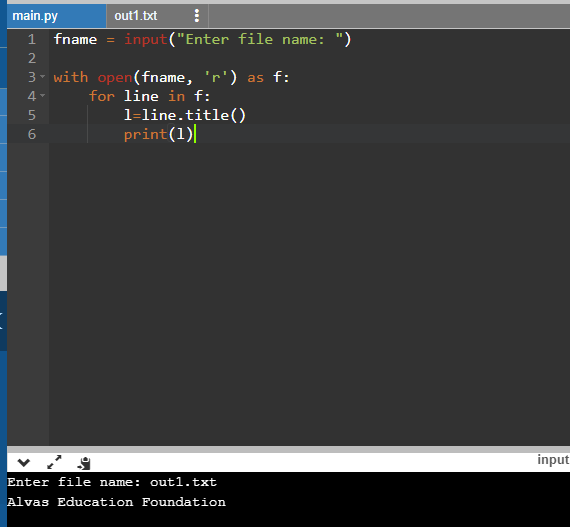 main.py out1.txt
1 fname = input("Enter file name: ")
2
3 with open(fname, 'r') as f:
4 for line in f:
5 l=line.title()
6 print(l)
input
Enter file name: out1.txt
Alvas Education Foundation